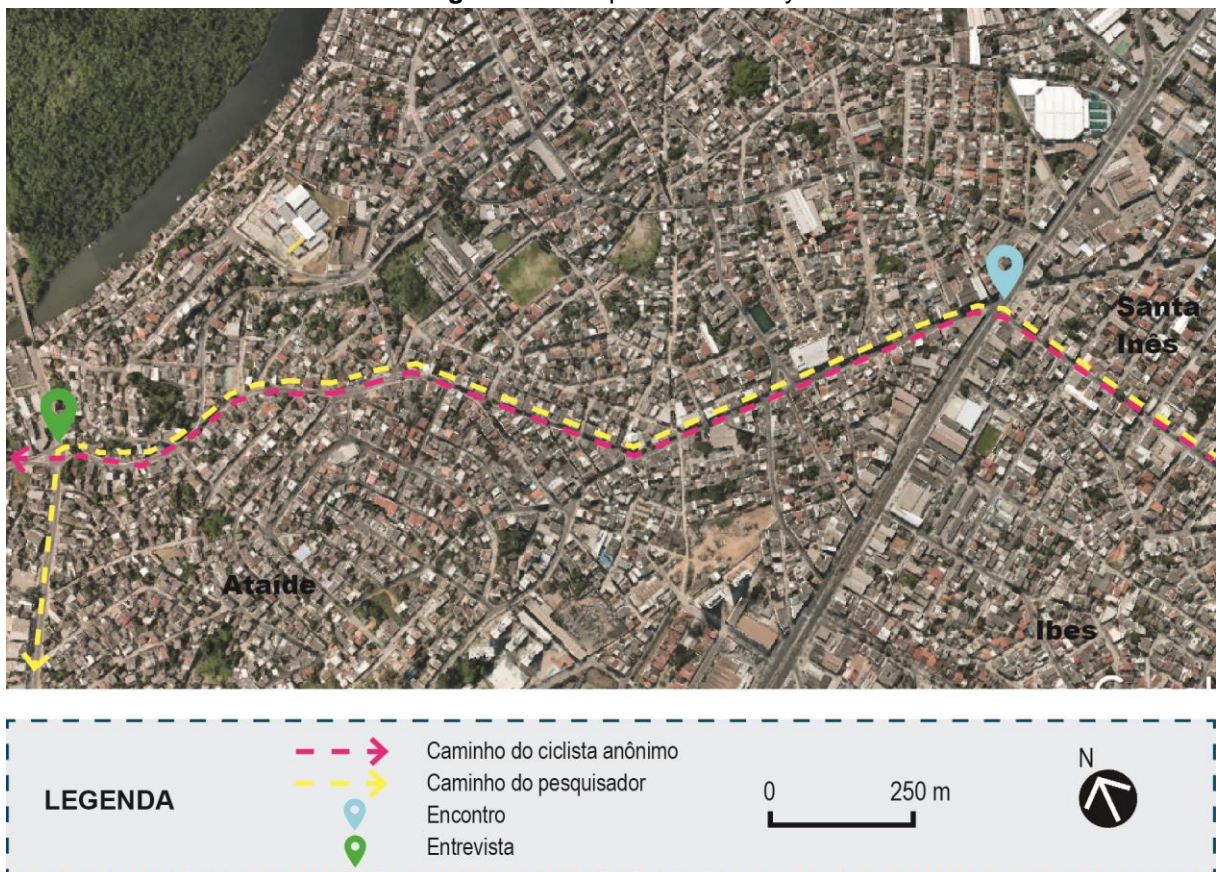 Santa
Inês
Ataíde
Ibes
LEGENDA
Caminho do ciclista anônimo
Caminho do pesquisador
Encontro
Entrevista
0 250 m
N